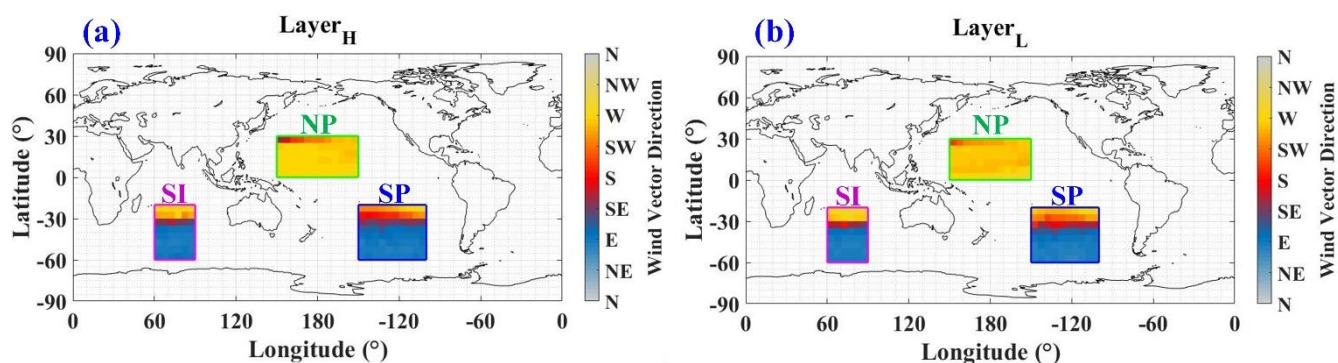 (a)
Layer_H
90
60
30
0
-30
-60
-90
Latitude (°)
NP
SI
SP
0 60 120 180 -120 -60 0
Longitude (°)
N
NW
W
SW
S
SE
E
NE
N
Wind Vector Direction
(b)
Layer_L
90
60
30
0
-30
-60
-90
Latitude (°)
NP
SI
SP
0 60 120 180 -120 -60 0
Longitude (°)
N
NW
W
SW
S
SE
E
NE
N
Wind Vector Direction